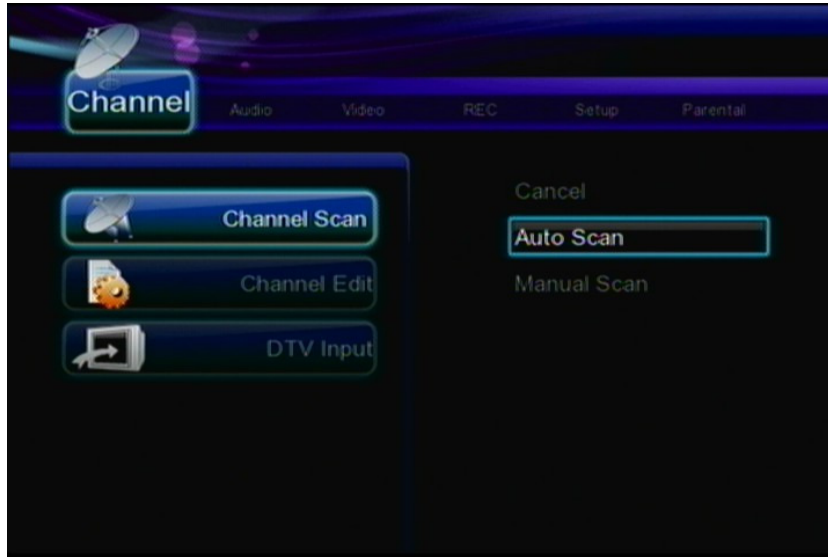 Channel Audio Video REC Setup Parental
Channel Scan
Channel Edit
DTV Input
Cancel
Auto Scan
Manual Scan